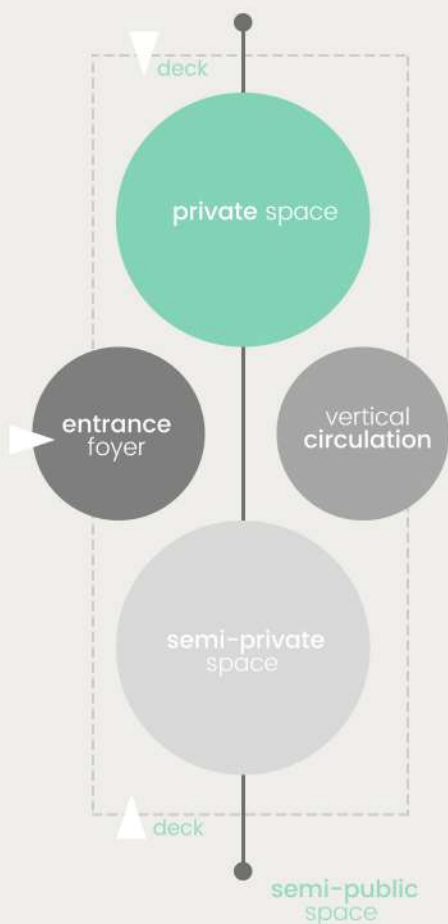 deck
private space
entrance
foyer
vertical
circulation
semi-private
space
deck
semi-public
space